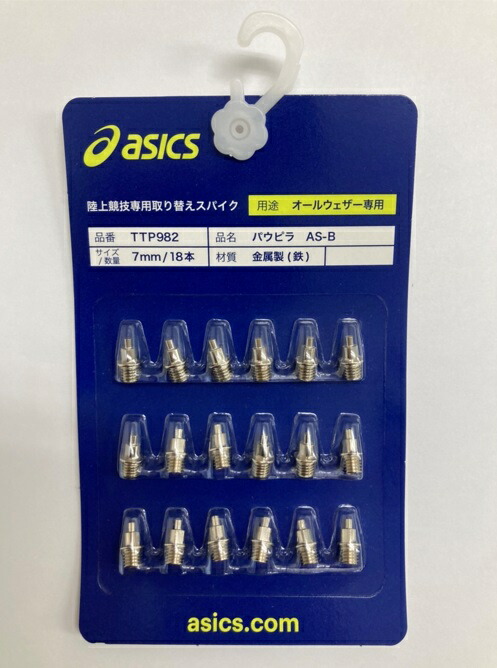 asics
陸上競技専用取り替えスパイク 用途 オールウェザー専用
品番 TTP982 品名 パウピラ AS-B
サイズ/数量 7mm/18本 材質 金属製(鉄)
asics.com